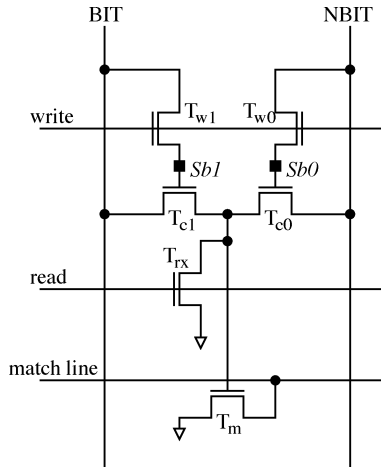 BIT NBIT
write T_w1 T_w0
Sb1 Sb0
T_c1 T_c0
T_rx
read
match line
T_m